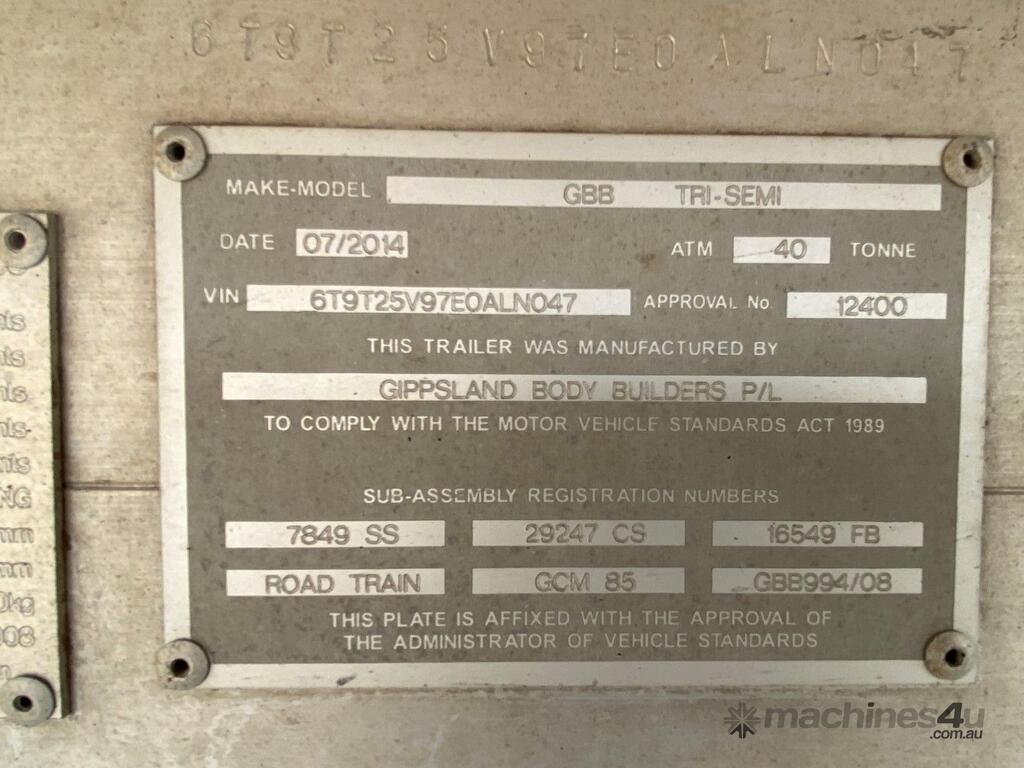 6T9T25V97E0ALN047
MAKE-MODEL GBB TRI-SEMI
DATE 07/2014 ATM 40 TONNE
VIN 6T9T25V97E0ALN047 APPROVAL No. 12400
THIS TRAILER WAS MANUFACTURED BY
GIPPSLAND BODY BUILDERS P/L
TO COMPLY WITH THE MOTOR VEHICLE STANDARDS ACT 1989
SUB-ASSEMBLY REGISTRATION NUMBERS
7849 SS 29247 CS 16549 FB
ROAD TRAIN GCM 85 GBB994/08
THIS PLATE IS AFFIXED WITH THE APPROVAL OF
THE ADMINISTRATOR OF VEHICLE STANDARDS
NG
mm
mm
machines4u
.com.au